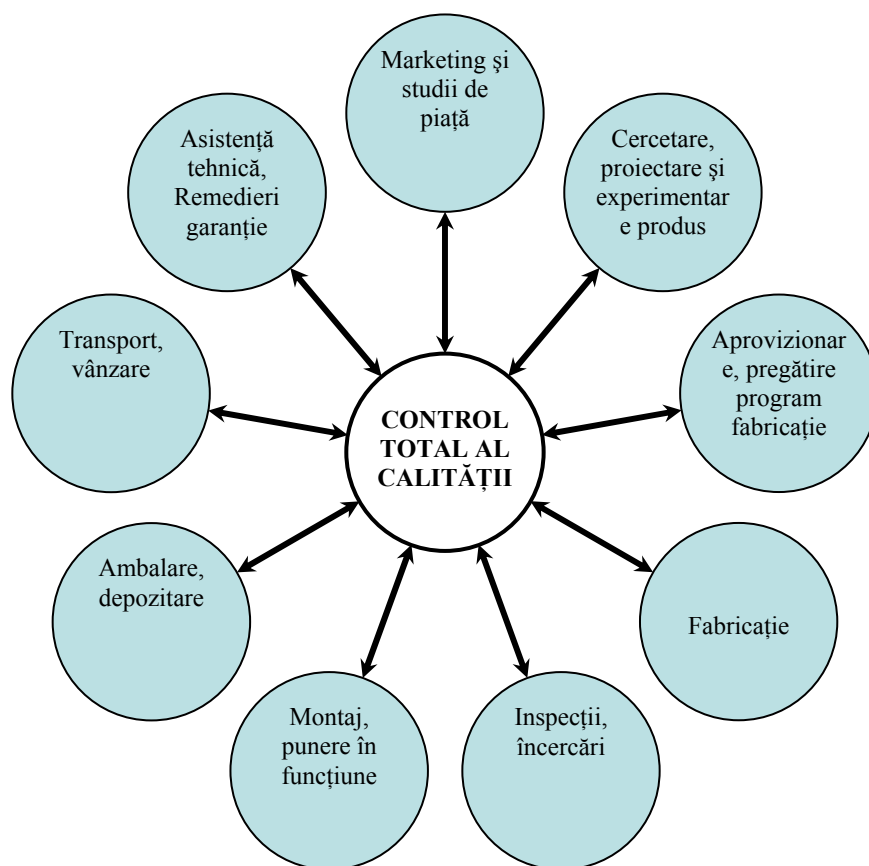 Marketing şi
studii de
piață
Cercetare,
proiectare şi
experimentar
e produs
Aprovizionar
e, pregătire
program
fabricație
Fabricație
Inspecții,
încercări
Montaj,
punere în
funcțiune
Ambalare,
depozitare
Transport,
vânzare
Asistență
tehnică,
Remedieri
garanție
CONTROL
TOTAL AL
CALITĂȚII